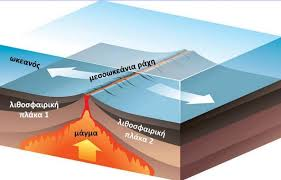 ωκεανός
μεσοωκεάνια ράχη
λιθοσφαιρική
πλάκα 1
λιθοσφαιρική
πλάκα 2
μάγμα